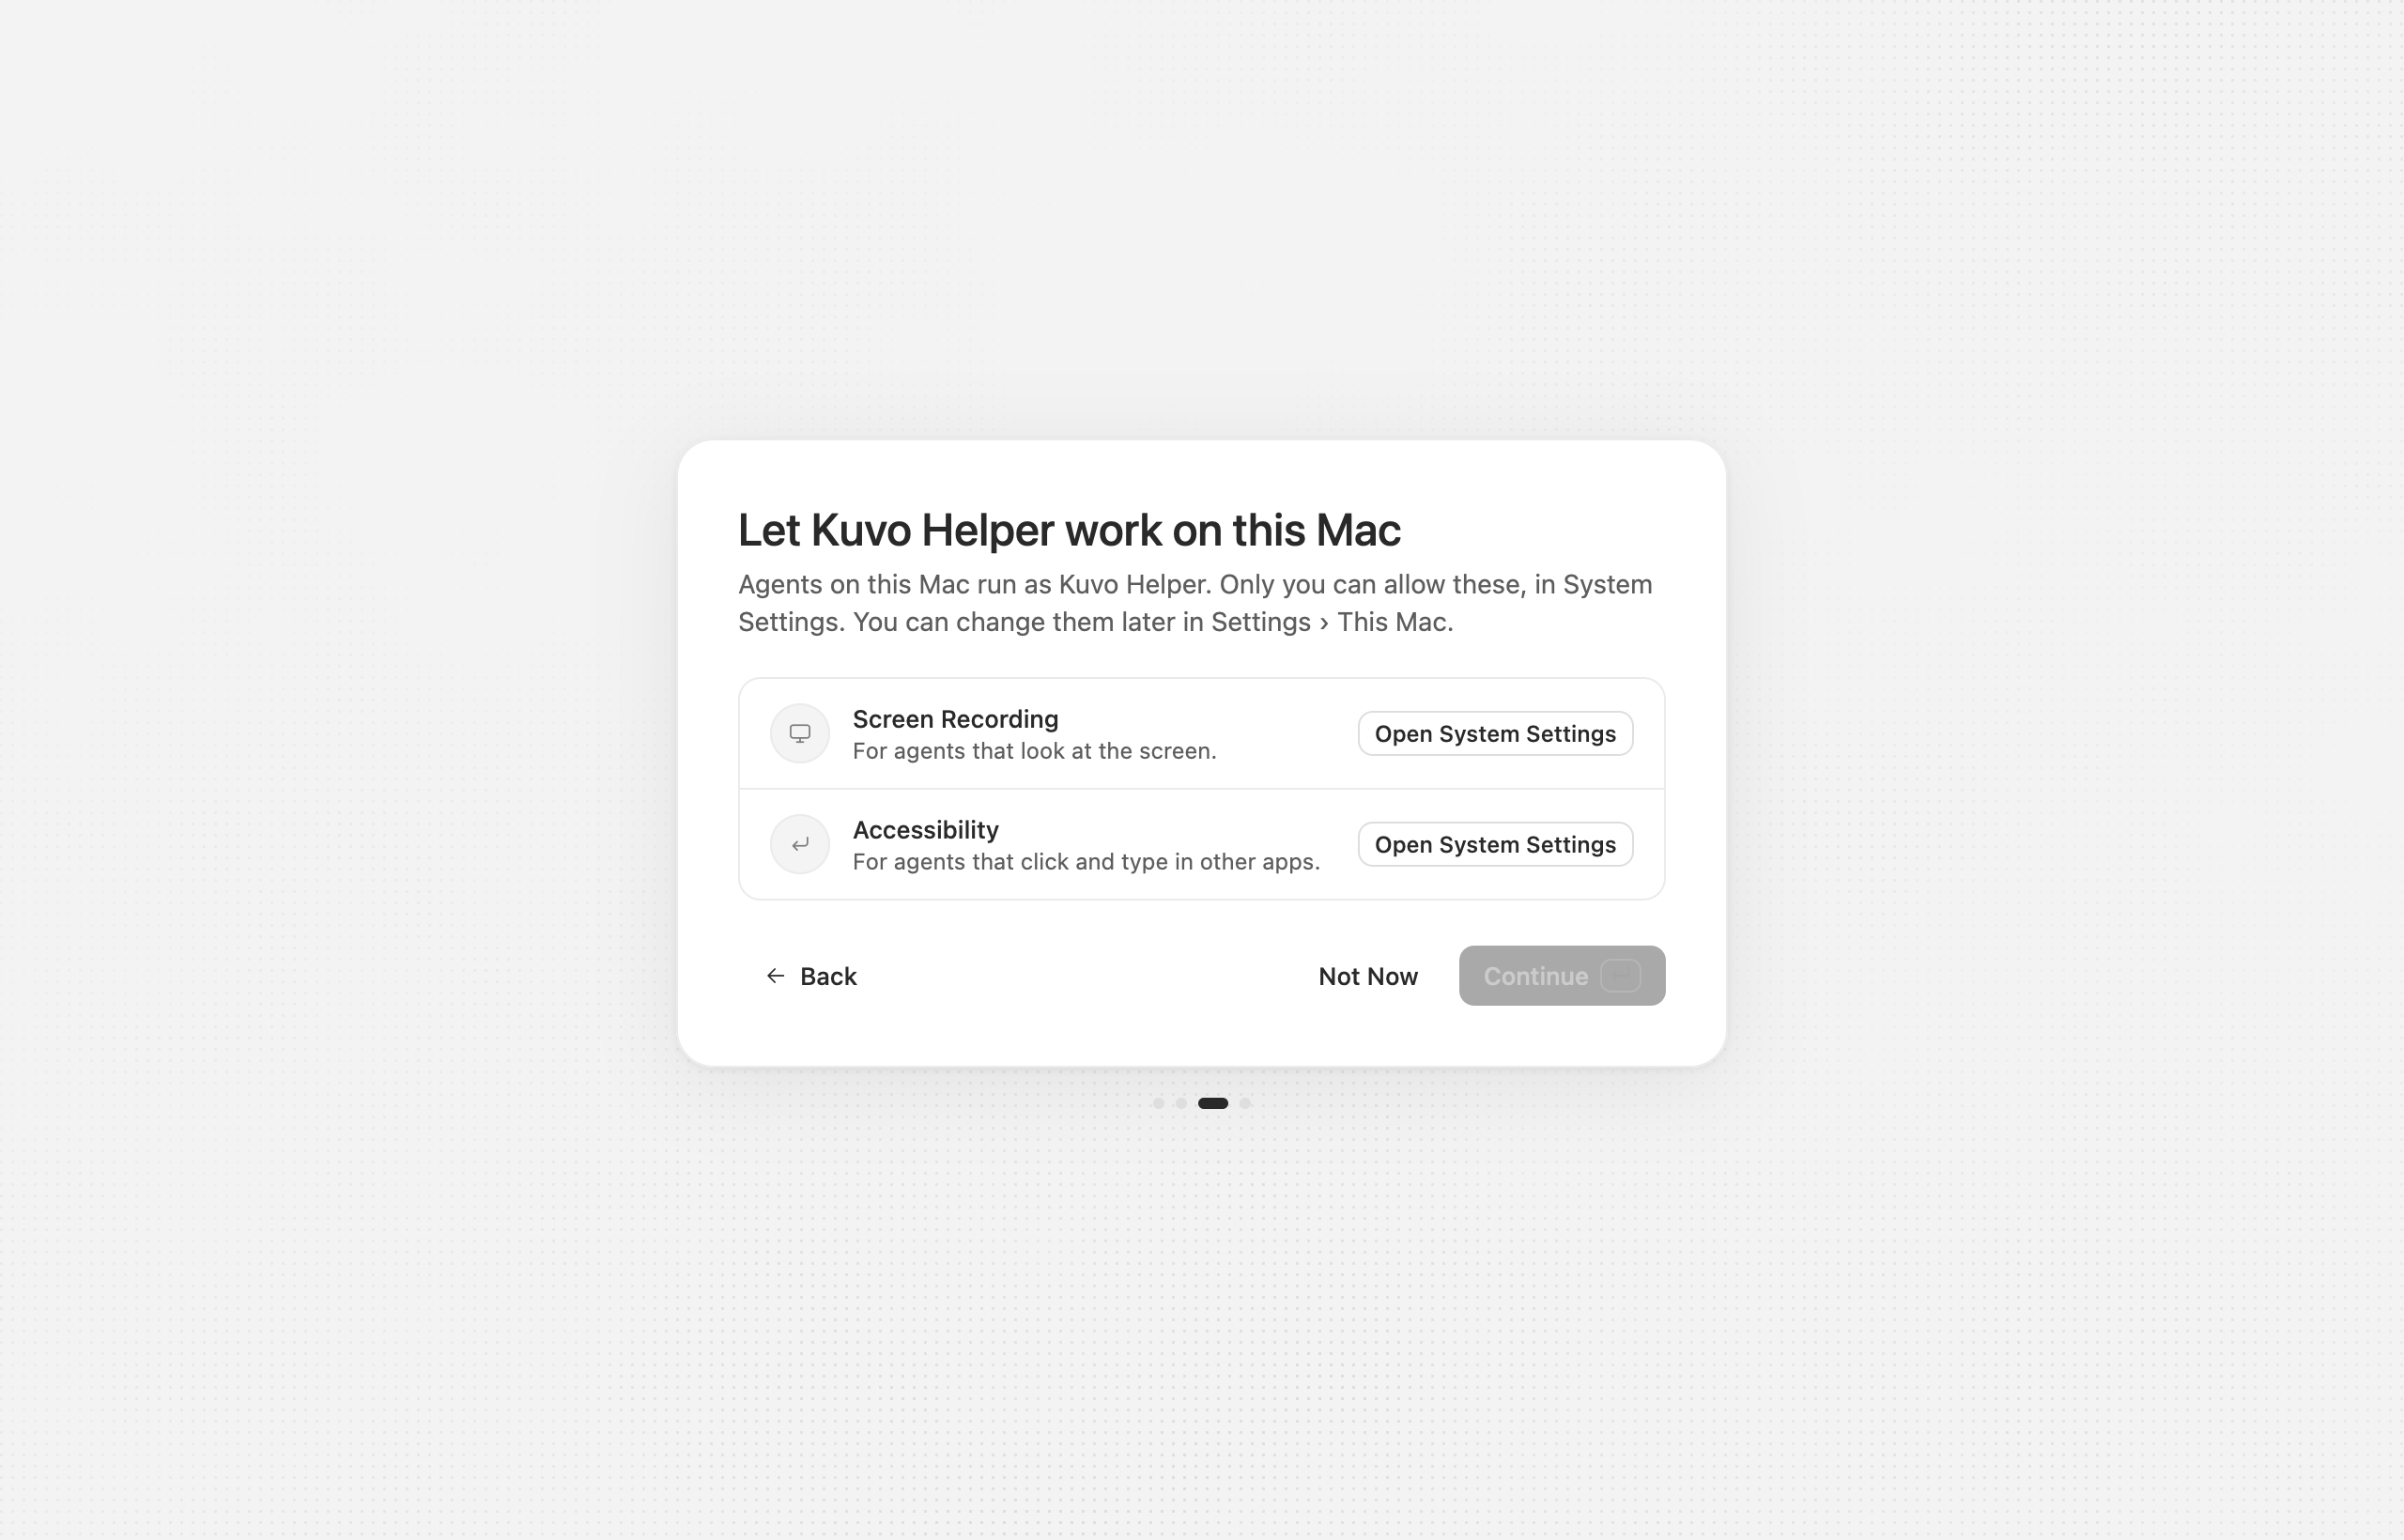 Let Kuvo Helper work on this Mac
Agents on this Mac run as Kuvo Helper. Only you can allow these, in System
Settings. You can change them later in Settings › This Mac.
Screen Recording
For agents that look at the screen.
Open System Settings
Accessibility
For agents that click and type in other apps.
Open System Settings
Back
Not Now
Continue